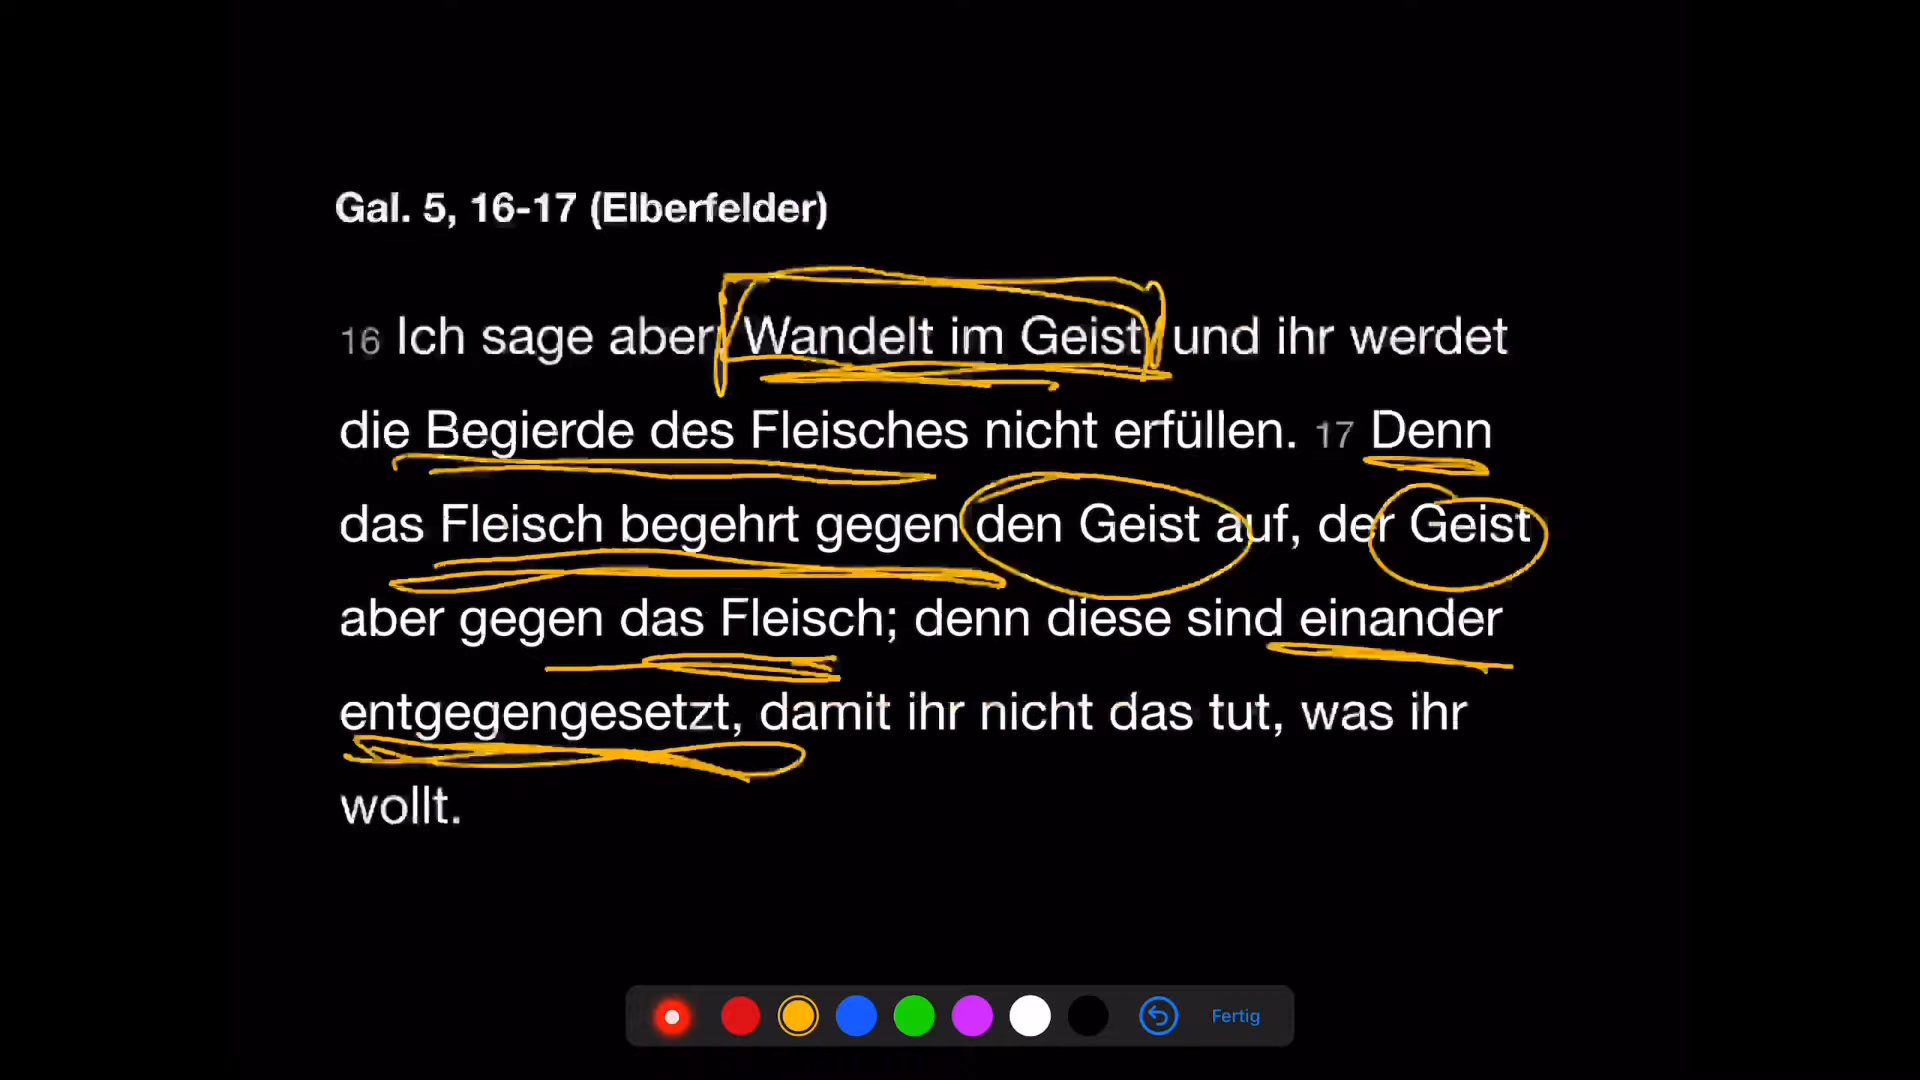 Gal. 5, 16-17 (Elberfelder)
16 Ich sage aber: Wandelt im Geist, und ihr werdet
die Begierde des Fleisches nicht erfüllen. 17 Denn
das Fleisch begehrt gegen den Geist auf, der Geist
aber gegen das Fleisch; denn diese sind einander
entgegengesetzt, damit ihr nicht das tut, was ihr
wollt.
Fertig